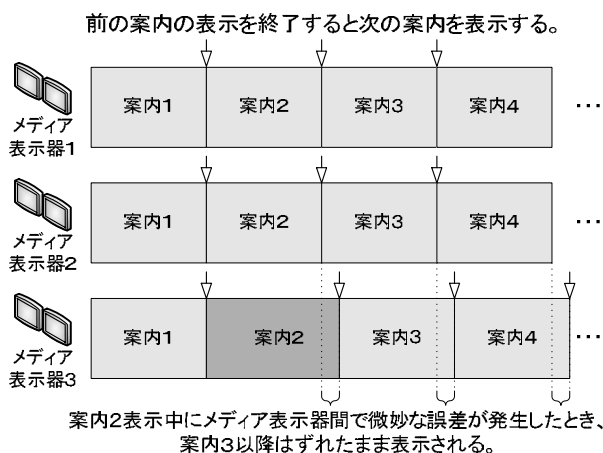 前の案内の表示を終了すると次の案内を表示する。
メディア
表示器1
案内1
案内2
案内3
案内4
…
メディア
表示器2
案内1
案内2
案内3
案内4
…
メディア
表示器3
案内1
案内2
案内3
案内4
…
案内2表示中にメディア表示器間で微妙な誤差が発生したとき、
案内3以降はずれたまま表示される。